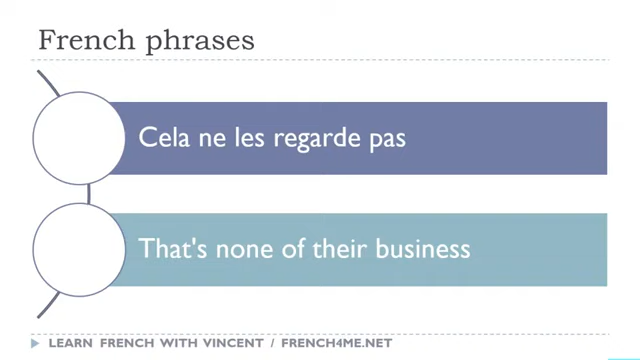 French phrases
Cela ne les regarde pas
That's none of their business
LEARN FRENCH WITH VINCENT / FRENCH4ME.NET